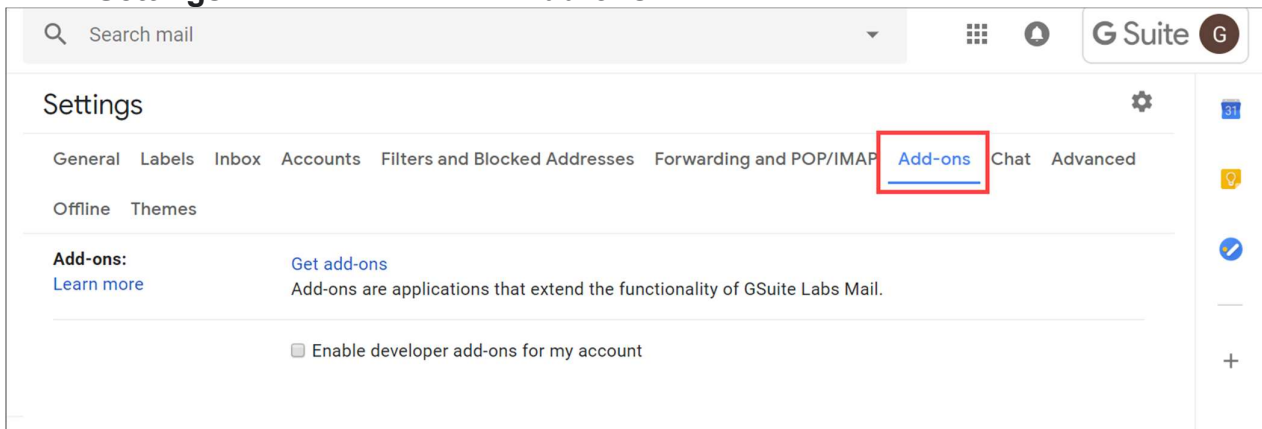 Search mail
G Suite G
Settings
31
General Labels Inbox Accounts Filters and Blocked Addresses Forwarding and POP/IMAP Add-ons Chat Advanced
Offline Themes
Add-ons:
Get add-ons
Learn more
Add-ons are applications that extend the functionality of GSuite Labs Mail.
Enable developer add-ons for my account